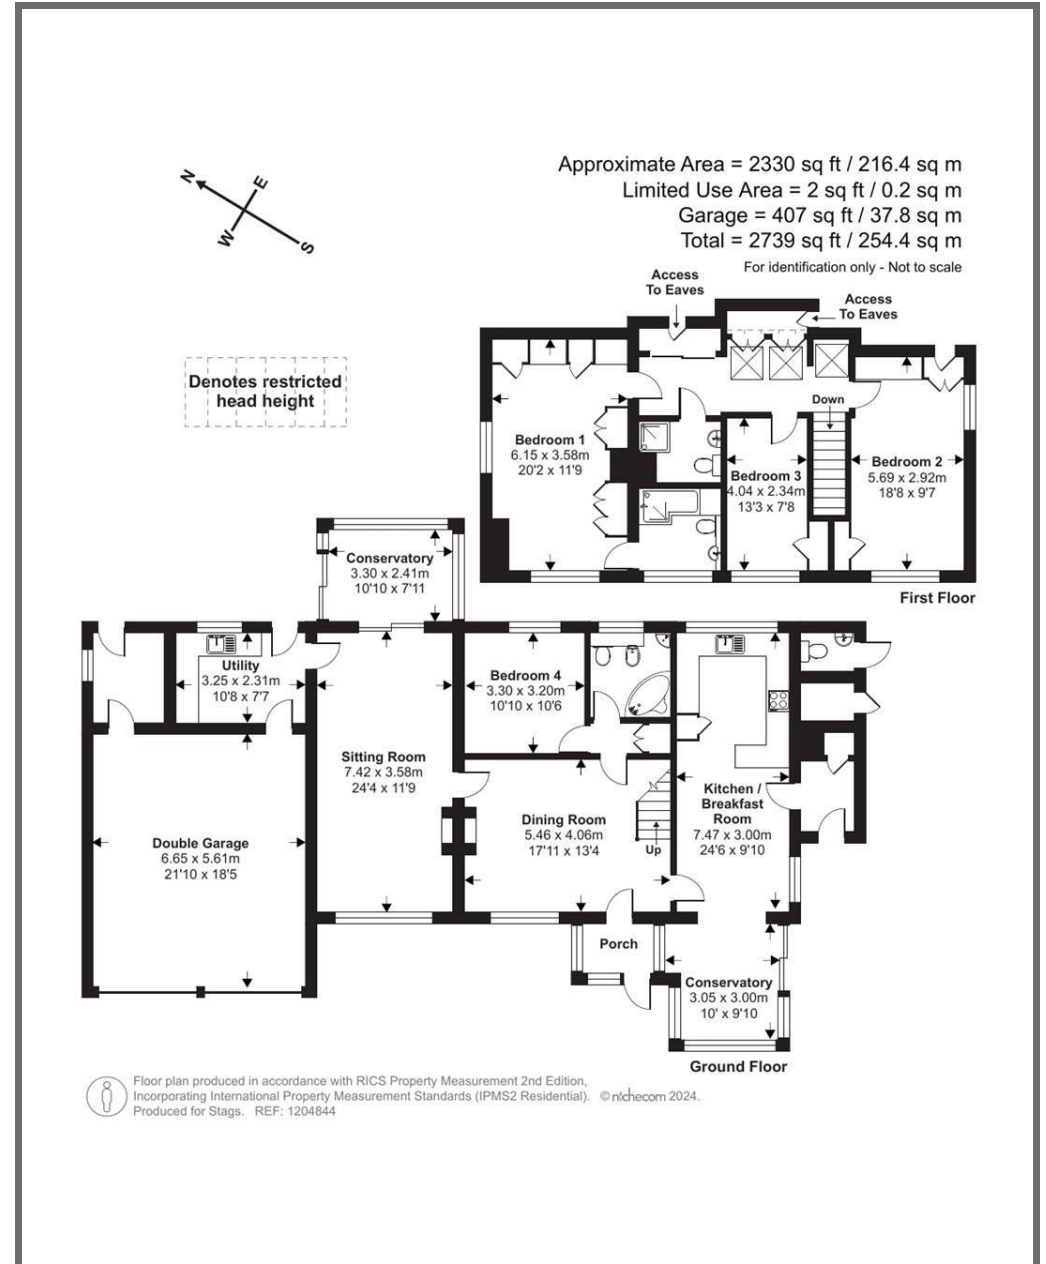 Approximate Area = 2330 sq ft / 216.4 sq m
Limited Use Area = 2 sq ft / 0.2 sq m
Garage = 407 sq ft / 37.8 sq m
Total = 2739 sq ft / 254.4 sq m
For identification only - Not to scale
N
E
W
S
Denotes restricted
head height
Access
To Eaves
Access
To Eaves
Down
Bedroom 1
6.15 x 3.58m
20'2 x 11'9
Bedroom 3
4.04 x 2.34m
13'3 x 7'8
Bedroom 2
5.69 x 2.92m
18'8 x 9'7
First Floor
Conservatory
3.30 x 2.41m
10'10 x 7'11
Utility
3.25 x 2.31m
10'8 x 7'7
Bedroom 4
3.30 x 3.20m
10'10 x 10'6
Sitting Room
7.42 x 3.58m
24'4 x 11'9
Kitchen /
Breakfast
Room
7.47 x 3.00m
24'6 x 9'10
Dining Room
5.46 x 4.06m
17'11 x 13'4
Up
Double Garage
6.65 x 5.61m
21'10 x 18'5
Porch
Conservatory
3.05 x 3.00m
10' x 9'10
Ground Floor
Floor plan produced in accordance with RICS Property Measurement 2nd Edition,
Incorporating International Property Measurement Standards (IPMS2 Residential). © nichecom 2024.
Produced for Stags. REF: 1204844